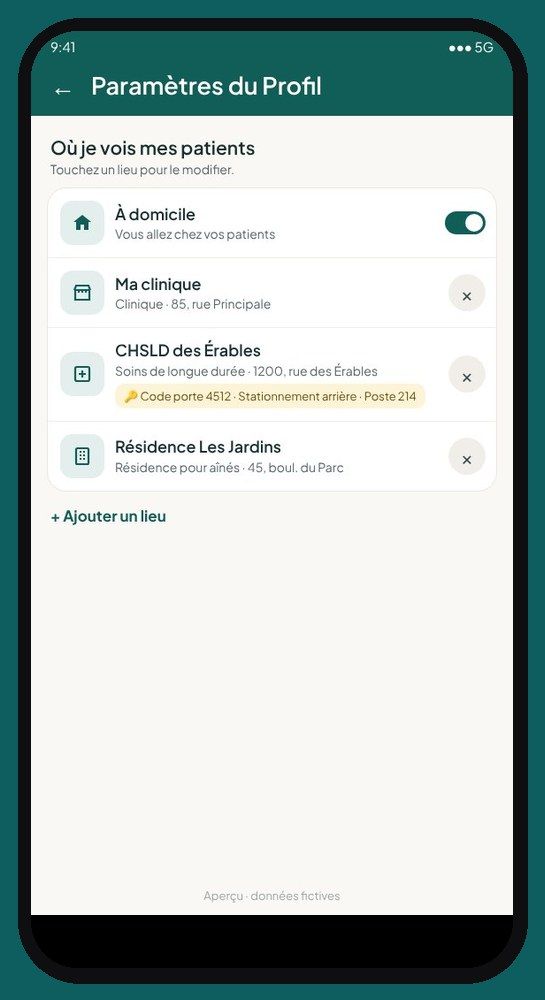 9:41 ●●● 5G
← Paramètres du Profil
Où je vois mes patients
Touchez un lieu pour le modifier.
À domicile
Vous allez chez vos patients
Ma clinique
Clinique · 85, rue Principale
×
CHSLD des Érables
Soins de longue durée · 1200, rue des Érables
🔑 Code porte 4512 · Stationnement arrière · Poste 214
×
Résidence Les Jardins
Résidence pour aînés · 45, boul. du Parc
×
+ Ajouter un lieu
Aperçu · données fictives